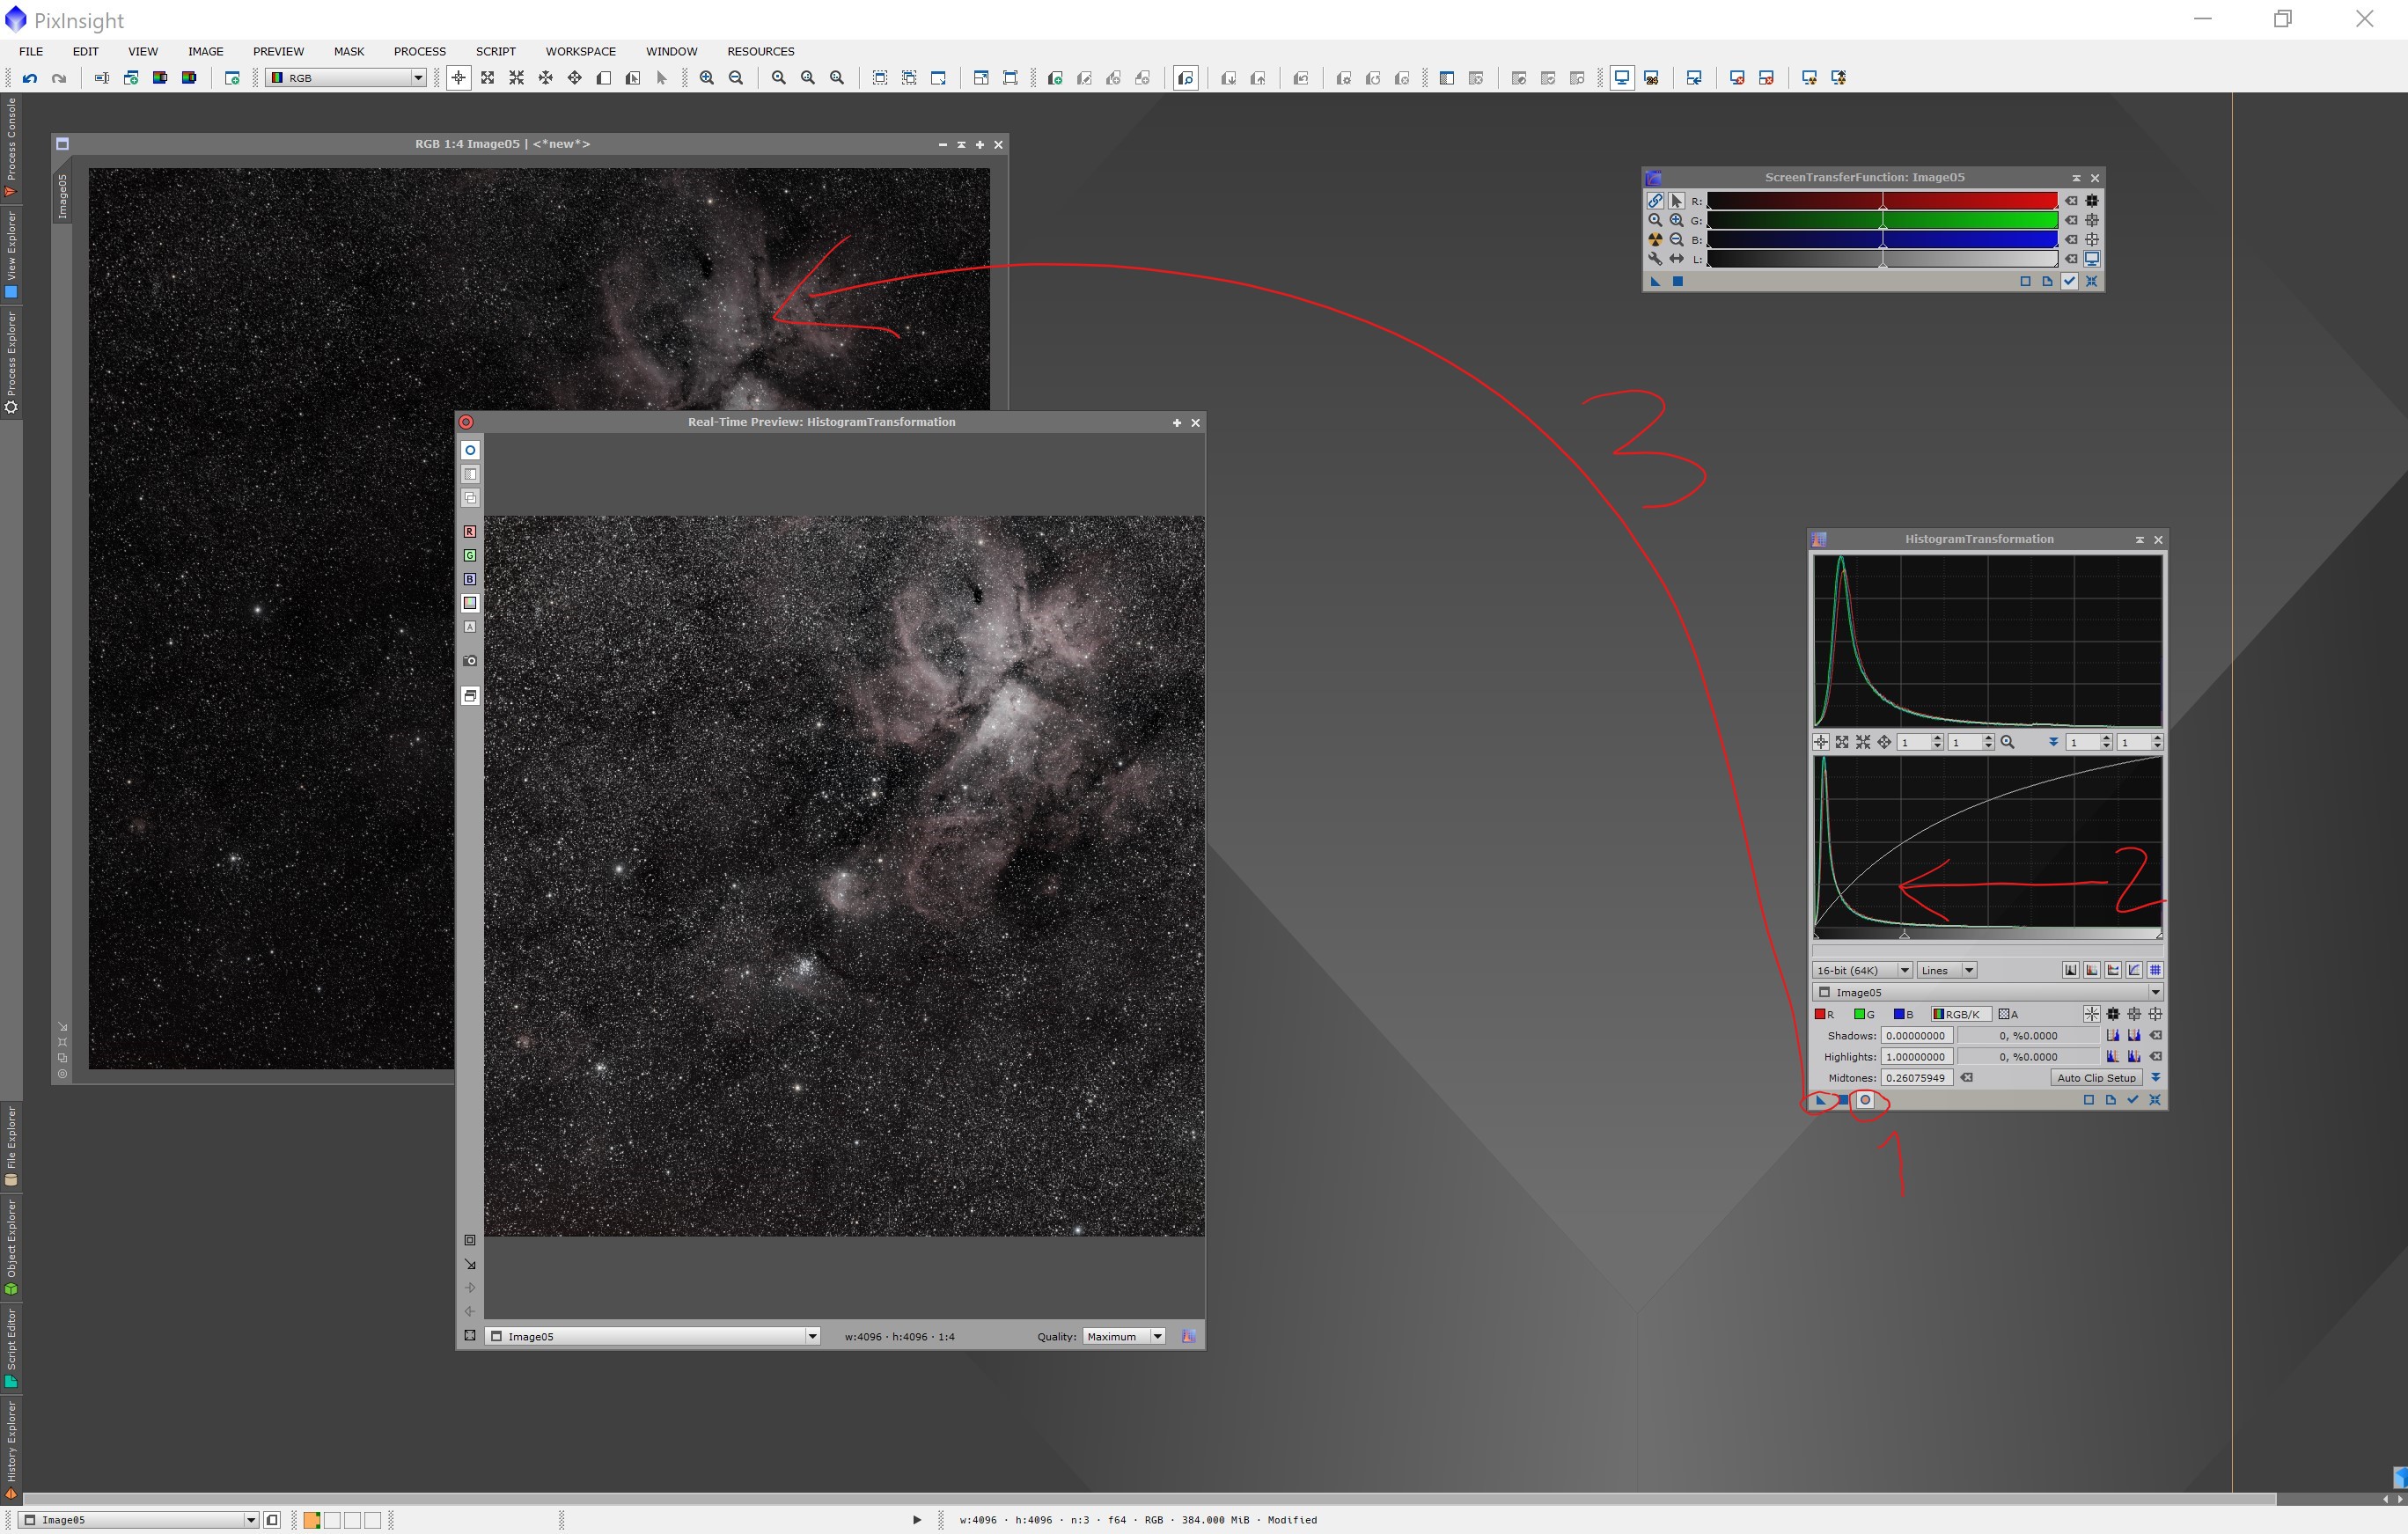 PixInsight
FILE EDIT VIEW IMAGE PREVIEW MASK PROCESS SCRIPT WORKSPACE WINDOW RESOURCES
RGB
Process Console
View Explorer
Process Explorer
RGB 1:4 Image05 | <*new*>
Image05
ScreenTransferFunction: Image05
R:
G:
B:
L:
3
Real-Time Preview: HistogramTransformation
R
G
B
A
Image05 w:4096 · h:4096 · 1:4 Quality: Maximum
HistogramTransformation
1 1 1 1
2
16-bit (64K) Lines
Image05
R G B RGB/K A
Shadows: 0.00000000 0, %0.0000
Highlights: 1.00000000 0, %0.0000
Midtones: 0.26075949 Auto Clip Setup
1
File Explorer
Object Explorer
Script Editor
History Explorer
Image05 w:4096 · h:4096 · n:3 · f64 · RGB · 384.000 MiB · Modified